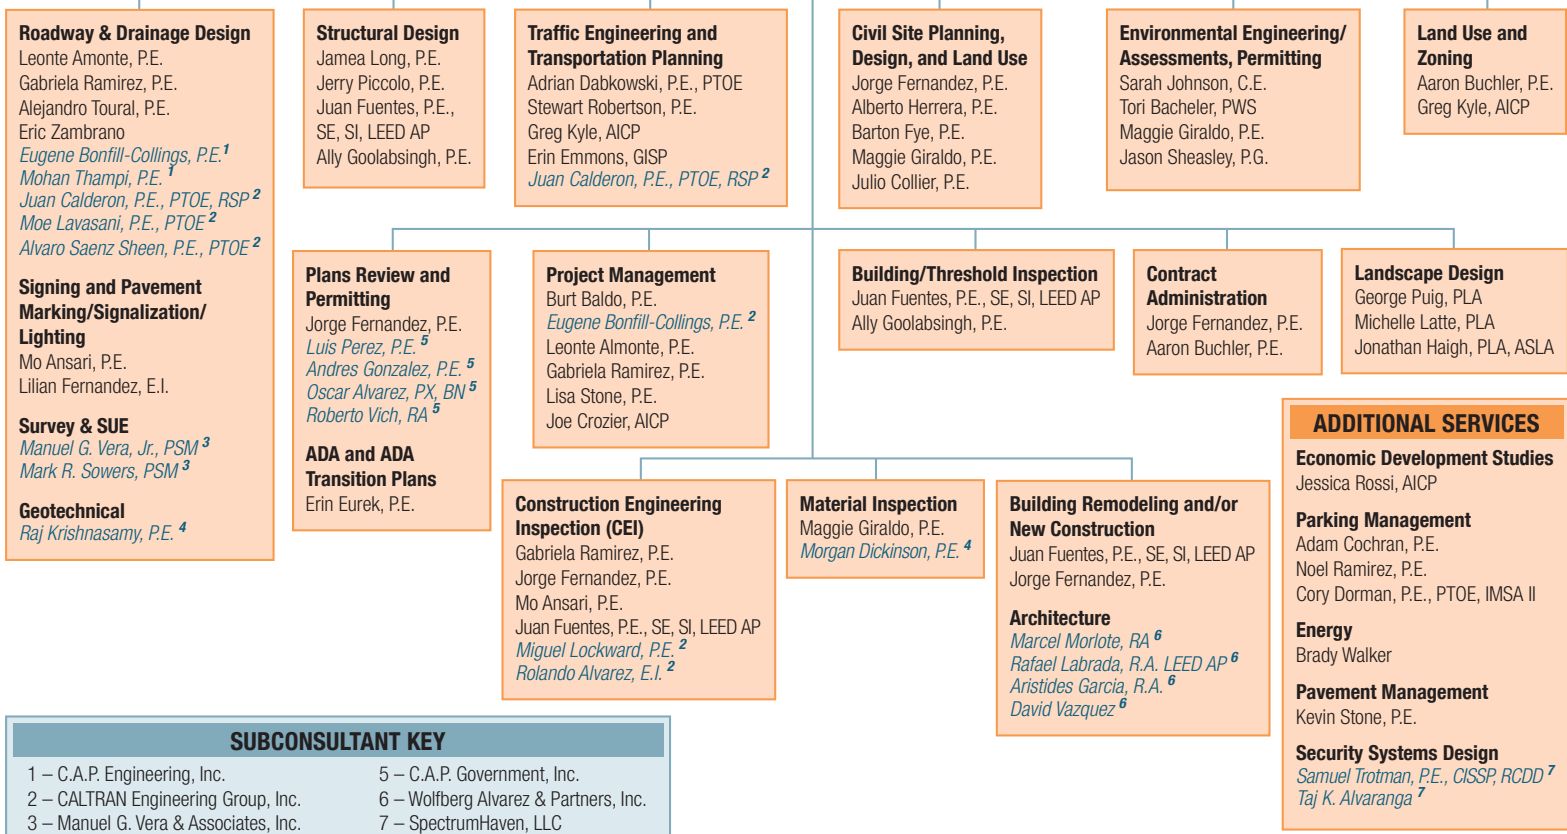 Roadway & Drainage Design
Leonte Amonte, P.E.
Gabriela Ramirez, P.E.
Alejandro Toural, P.E.
Eric Zambrano
Eugene Bonfill-Collings, P.E. 1
Mohan Thampi, P.E. 1
Juan Calderon, P.E., PTOE, RSP 2
Moe Lavasani, P.E., PTOE 2
Alvaro Saenz Sheen, P.E., PTOE 2
Signing and Pavement
Marking/Signalization/
Lighting
Mo Ansari, P.E.
Lilian Fernandez, E.I.
Survey & SUE
Manuel G. Vera, Jr., PSM 3
Mark R. Sowers, PSM 3
Geotechnical
Raj Krishnasamy, P.E. 4
Structural Design
Jamea Long, P.E.
Jerry Piccolo, P.E.
Juan Fuentes, P.E.,
SE, SI, LEED AP
Ally Goolabsingh, P.E.
Traffic Engineering and
Transportation Planning
Adrian Dabkowski, P.E., PTOE
Stewart Robertson, P.E.
Greg Kyle, AICP
Erin Emmons, GISP
Juan Calderon, P.E., PTOE, RSP 2
Civil Site Planning,
Design, and Land Use
Jorge Fernandez, P.E.
Alberto Herrera, P.E.
Barton Fye, P.E.
Maggie Giraldo, P.E.
Julio Collier, P.E.
Environmental Engineering/
Assessments, Permitting
Sarah Johnson, C.E.
Tori Bacheler, PWS
Maggie Giraldo, P.E.
Jason Sheasley, P.G.
Land Use and
Zoning
Aaron Buchler, P.E.
Greg Kyle, AICP
Plans Review and
Permitting
Jorge Fernandez, P.E.
Luis Perez, P.E. 5
Andres Gonzalez, P.E. 5
Oscar Alvarez, PX, BN 5
Roberto Vich, RA 5
ADA and ADA
Transition Plans
Erin Eurek, P.E.
Project Management
Burt Baldo, P.E.
Eugene Bonfill-Collings, P.E. 2
Leonte Almonte, P.E.
Gabriela Ramirez, P.E.
Lisa Stone, P.E.
Joe Crozier, AICP
Building/Threshold Inspection
Juan Fuentes, P.E., SE, SI, LEED AP
Ally Goolabsingh, P.E.
Contract
Administration
Jorge Fernandez, P.E.
Aaron Buchler, P.E.
Landscape Design
George Puig, PLA
Michelle Latte, PLA
Jonathan Haigh, PLA, ASLA
Construction Engineering
Inspection (CEI)
Gabriela Ramirez, P.E.
Jorge Fernandez, P.E.
Mo Ansari, P.E.
Juan Fuentes, P.E., SE, SI, LEED AP
Miguel Lockward, P.E. 2
Rolando Alvarez, E.I. 2
Material Inspection
Maggie Giraldo, P.E.
Morgan Dickinson, P.E. 4
Building Remodeling and/or
New Construction
Juan Fuentes, P.E., SE, SI, LEED AP
Jorge Fernandez, P.E.
Architecture
Marcel Morlote, RA 6
Rafael Labrada, R.A. LEED AP 6
Aristides Garcia, R.A. 6
David Vazquez 6
ADDITIONAL SERVICES
Economic Development Studies
Jessica Rossi, AICP
Parking Management
Adam Cochran, P.E.
Noel Ramirez, P.E.
Cory Dorman, P.E., PTOE, IMSA II
Energy
Brady Walker
Pavement Management
Kevin Stone, P.E.
Security Systems Design
Samuel Trotman, P.E., CISSP, RCDD 7
Taj K. Alvaranga 7
SUBCONSULTANT KEY
1 – C.A.P. Engineering, Inc.
2 – CALTRAN Engineering Group, Inc.
3 – Manuel G. Vera & Associates, Inc.
5 – C.A.P. Government, Inc.
6 – Wolfberg Alvarez & Partners, Inc.
7 – SpectrumHaven, LLC